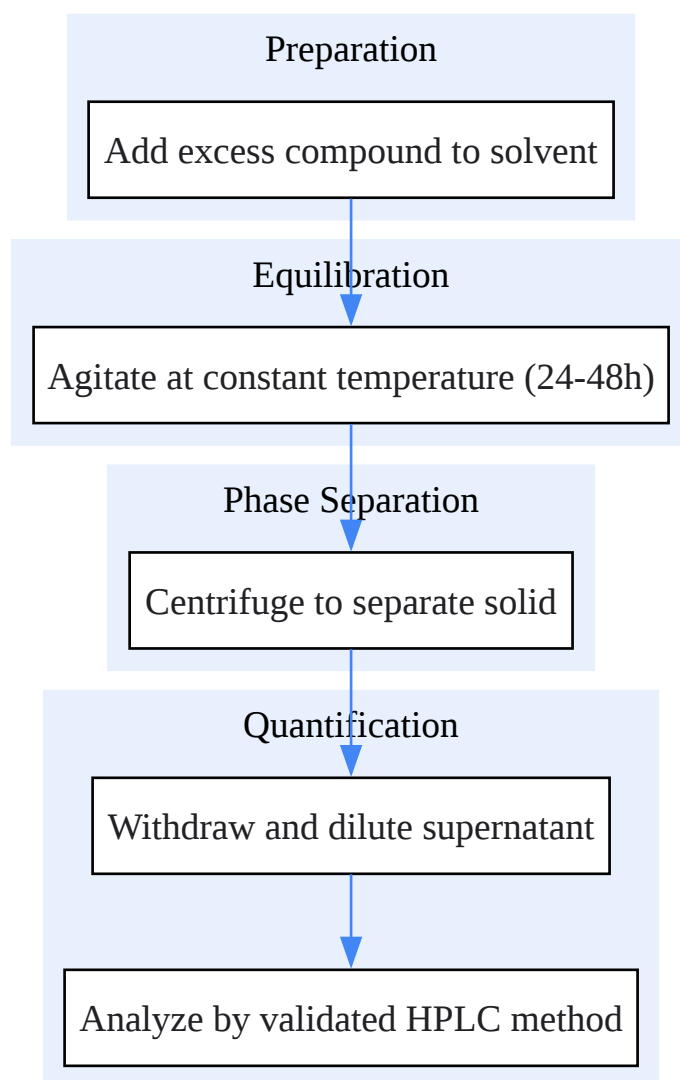 Preparation
Add excess compound to solvent
Equilibration
Agitate at constant temperature (24-48h)
Phase Separation
Centrifuge to separate solid
Quantification
Withdraw and dilute supernatant
Analyze by validated HPLC method